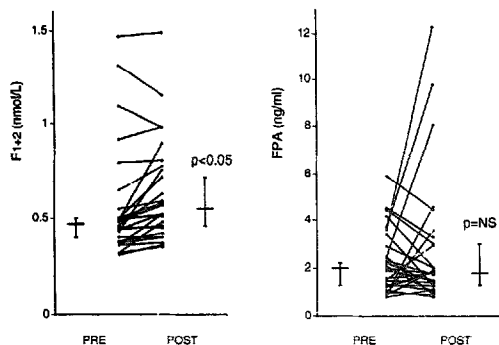 F1+2 (nmol/L)
1.5
1.0
0.5
0
p<0.05
PRE
POST
FPA (ng/ml)
12
10
8
6
4
2
0
p=NS
PRE
POST